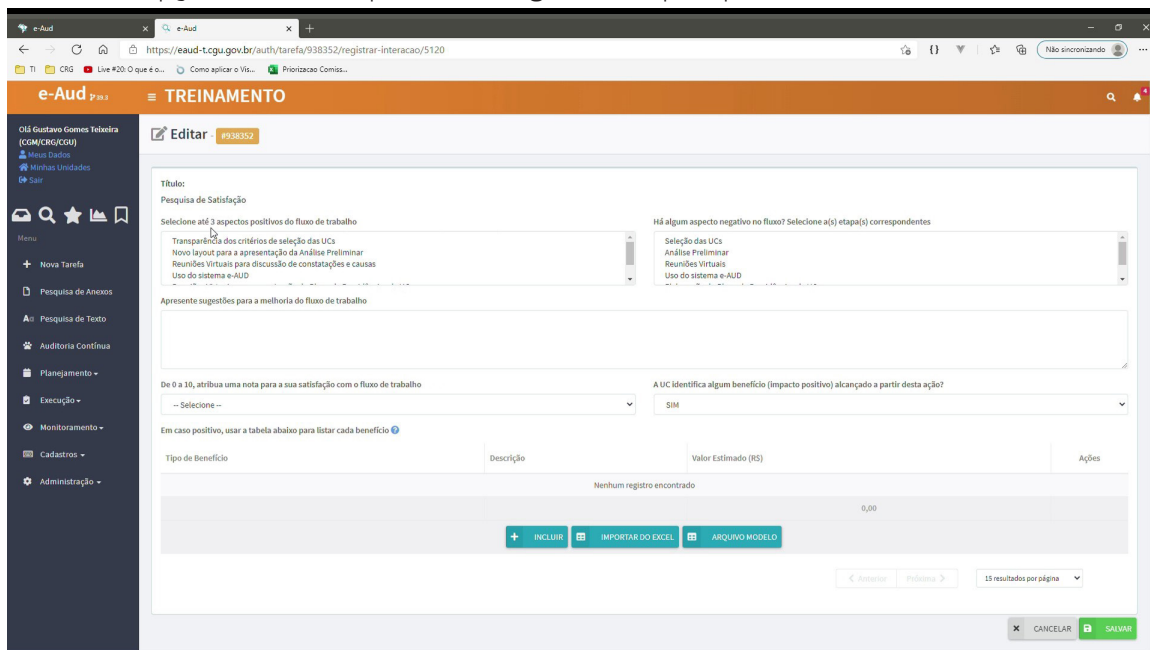 e-Aud
e-Aud
https://eaud-t.cgu.gov.br/auth/tarefa/938352/registrar-interacao/5120
Não sincronizando
TI
CRG
Live #20: O que é o...
Como aplicar o Vis...
Priorizacao Comiss...
e-Aud
TREINAMENTO
4
Olá Gustavo Gomes Teixeira
(CGM/CRG/CGU)
Meus Dados
Minhas Unidades
Sair
Menu
Nova Tarefa
Pesquisa de Anexos
Aa Pesquisa de Texto
Auditoria Contínua
Planejamento
Execução
Monitoramento
Cadastros
Administração
Editar - #938352
Título:
Pesquisa de Satisfação
Selecione até 3 aspectos positivos do fluxo de trabalho
Transparência dos critérios de seleção das UCs
Novo layout para a apresentação da Análise Preliminar
Reuniões Virtuais para discussão de constatações e causas
Uso do sistema e-AUD
Há algum aspecto negativo no fluxo? Selecione a(s) etapa(s) correspondentes
Seleção das UCs
Análise Preliminar
Reuniões Virtuais
Uso do sistema e-AUD
Apresente sugestões para a melhoria do fluxo de trabalho
De 0 a 10, atribua uma nota para a sua satisfação com o fluxo de trabalho
-- Selecione --
A UC identifica algum benefício (impacto positivo) alcançado a partir desta ação?
SIM
Em caso positivo, usar a tabela abaixo para listar cada benefício
Tipo de Benefício Descrição Valor Estimado (R$) Ações
Nenhum registro encontrado
0,00
INCLUIR IMPORTAR DO EXCEL ARQUIVO MODELO
Anterior Próxima 15 resultados por página
CANCELAR SALVAR